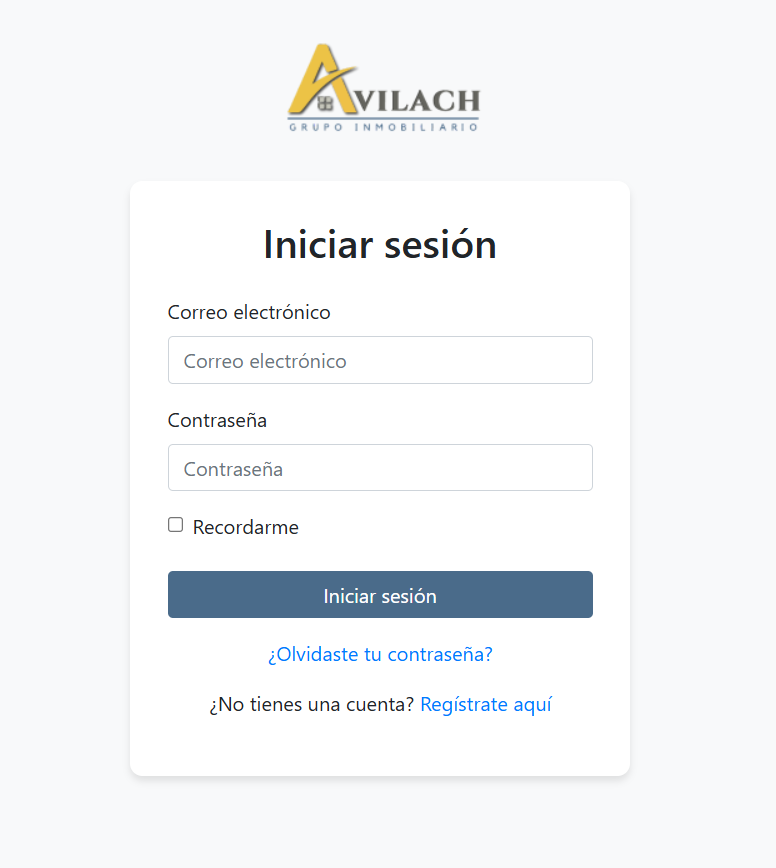 AVILACH
GRUPO INMOBILIARIO
Iniciar sesión
Correo electrónico
Correo electrónico
Contraseña
Contraseña
Recordarme
Iniciar sesión
¿Olvidaste tu contraseña?
¿No tienes una cuenta? Regístrate aquí